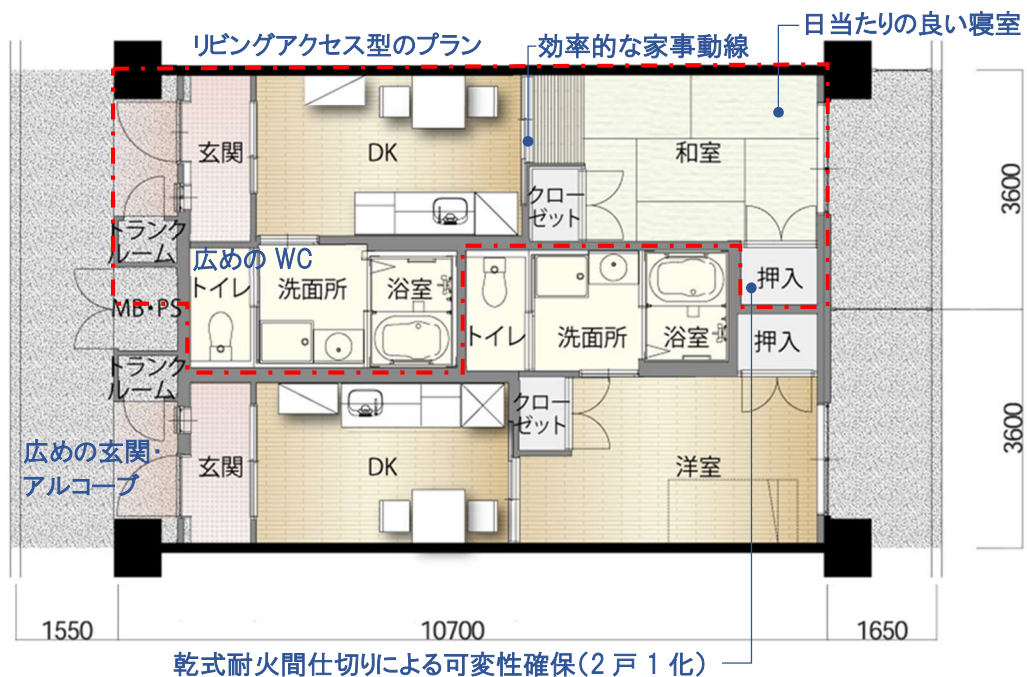 日当たりの良い寝室
リビングアクセス型のプラン
効率的な家事動線
玄関
DK
和室
クロー
ゼット
3600
トランク
ルーム
広めの WC
トイレ
洗面所
浴室
押入
MB・PS
トイレ
洗面所
浴室
押入
トランク
ルーム
クロー
ゼット
3600
広めの玄関・
アルコーブ
玄関
DK
洋室
1550
10700
1650
乾式耐火間仕切りによる可変性確保(2戸1化)